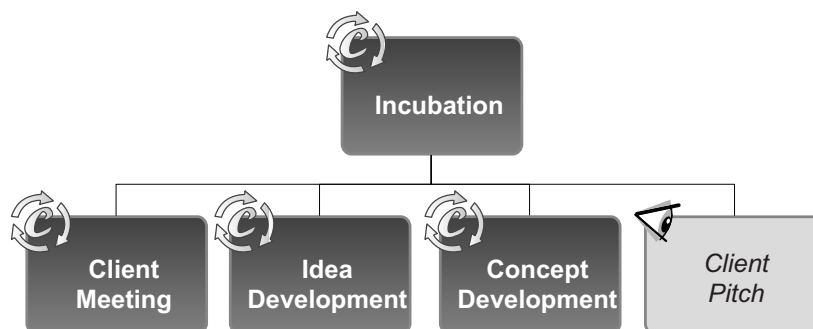 e
Incubation
e
Client
Meeting
e
Idea
Development
e
Concept
Development
Client
Pitch